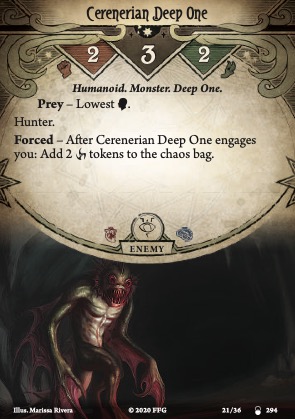 Cerenerian Deep One
2 3 2
Humanoid. Monster. Deep One.
Prey – Lowest .
Hunter.
Forced – After Cerenerian Deep One engages
you: Add 2 tokens to the chaos bag.
ENEMY
Illus. Marissa Rivera © 2020 FFG 21/36 294